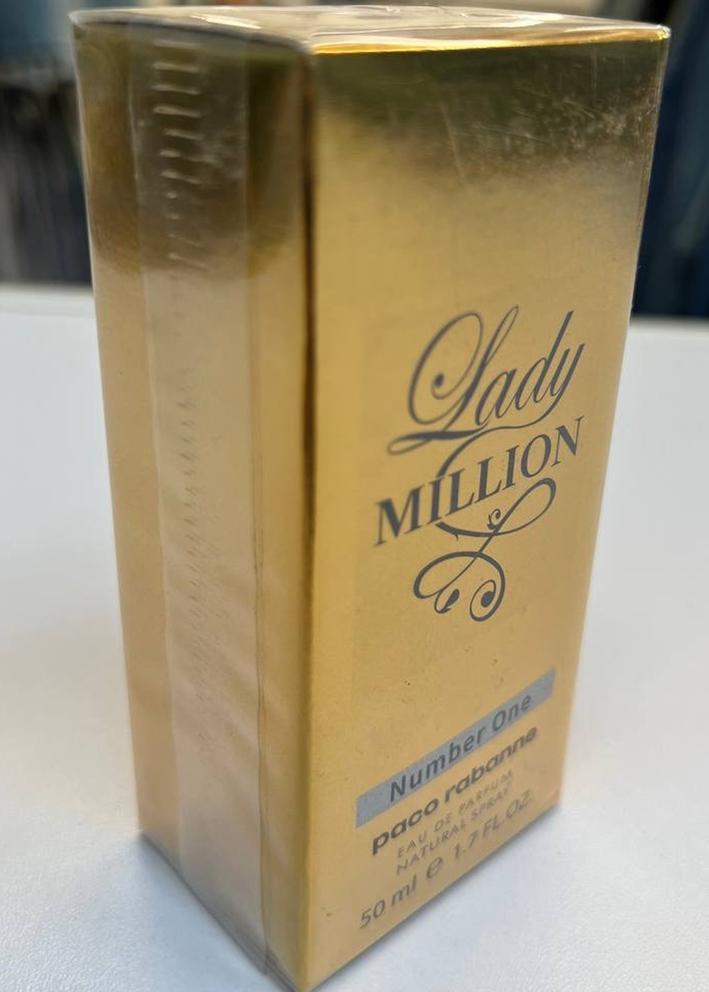 Lady
MILLION
Number One
paco rabanne
EAU DE PARFUM
NATURAL SPRAY
50 ml e 1.7 FL.OZ.